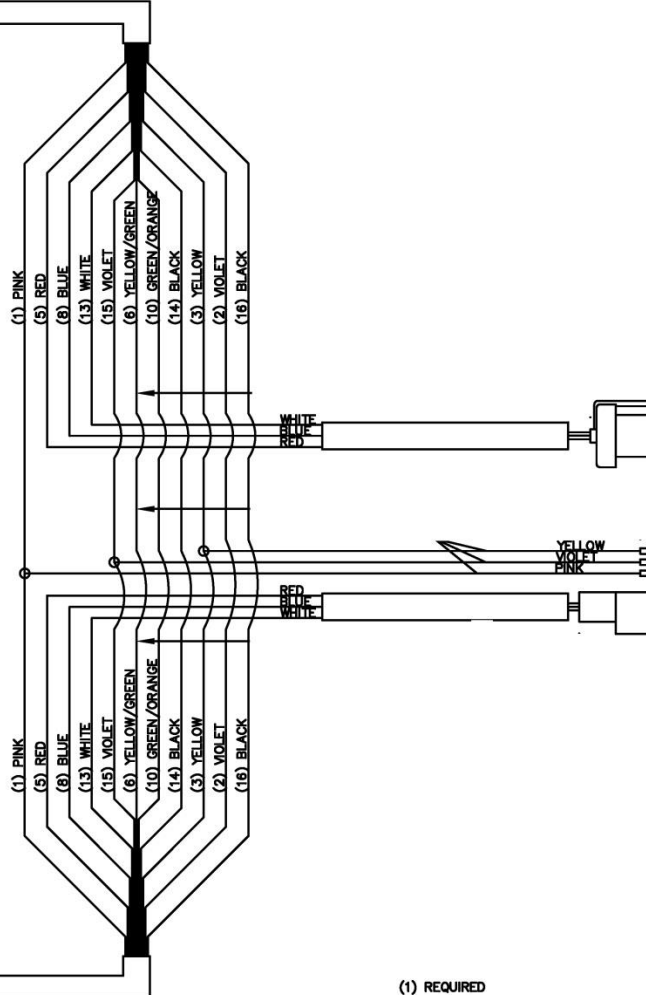 (1) PINK
(5) RED
(8) BLUE
(13) WHITE
(15) VIOLET
(6) YELLOW/GREEN
(10) GREEN/ORANGE
(14) BLACK
(3) YELLOW
(2) VIOLET
(16) BLACK
WHITE
BLUE
RED
YELLOW
VIOLET
PINK
RED
BLUE
WHITE
(1) PINK
(5) RED
(8) BLUE
(13) WHITE
(15) VIOLET
(6) YELLOW/GREEN
(10) GREEN/ORANGE
(14) BLACK
(3) YELLOW
(2) VIOLET
(16) BLACK
(1) REQUIRED